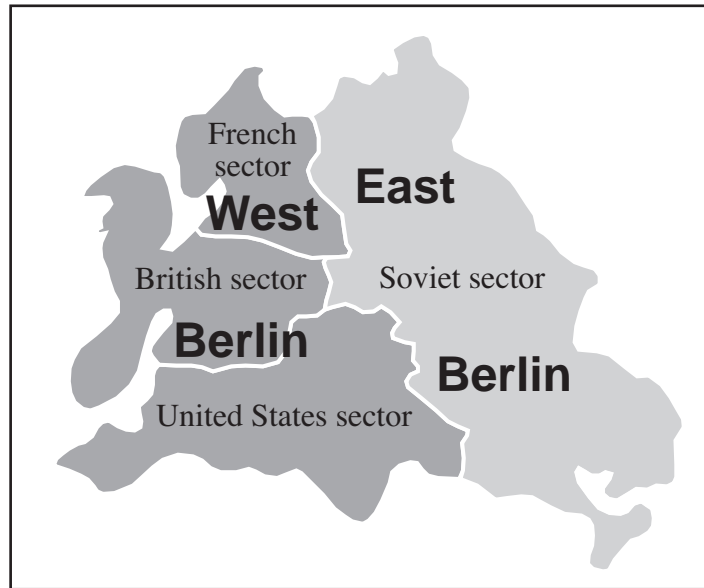 French
sector
West
East
British sector
Soviet sector
Berlin
Berlin
United States sector